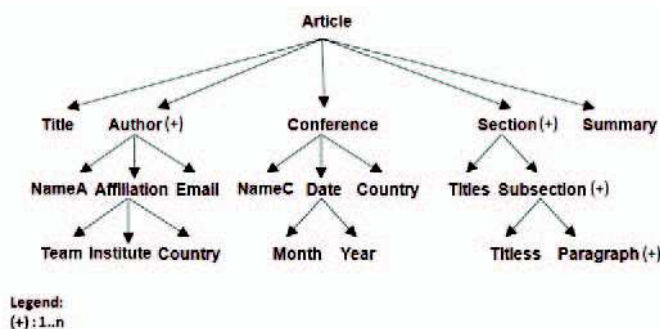 Article
Title Author (+) Conference Section (+) Summary
NameA Affiliation Email NameC Date Country Titles Subsection (+)
Team Institute Country Month Year Titless Paragraph (+)
Legend:
(+) : 1..n